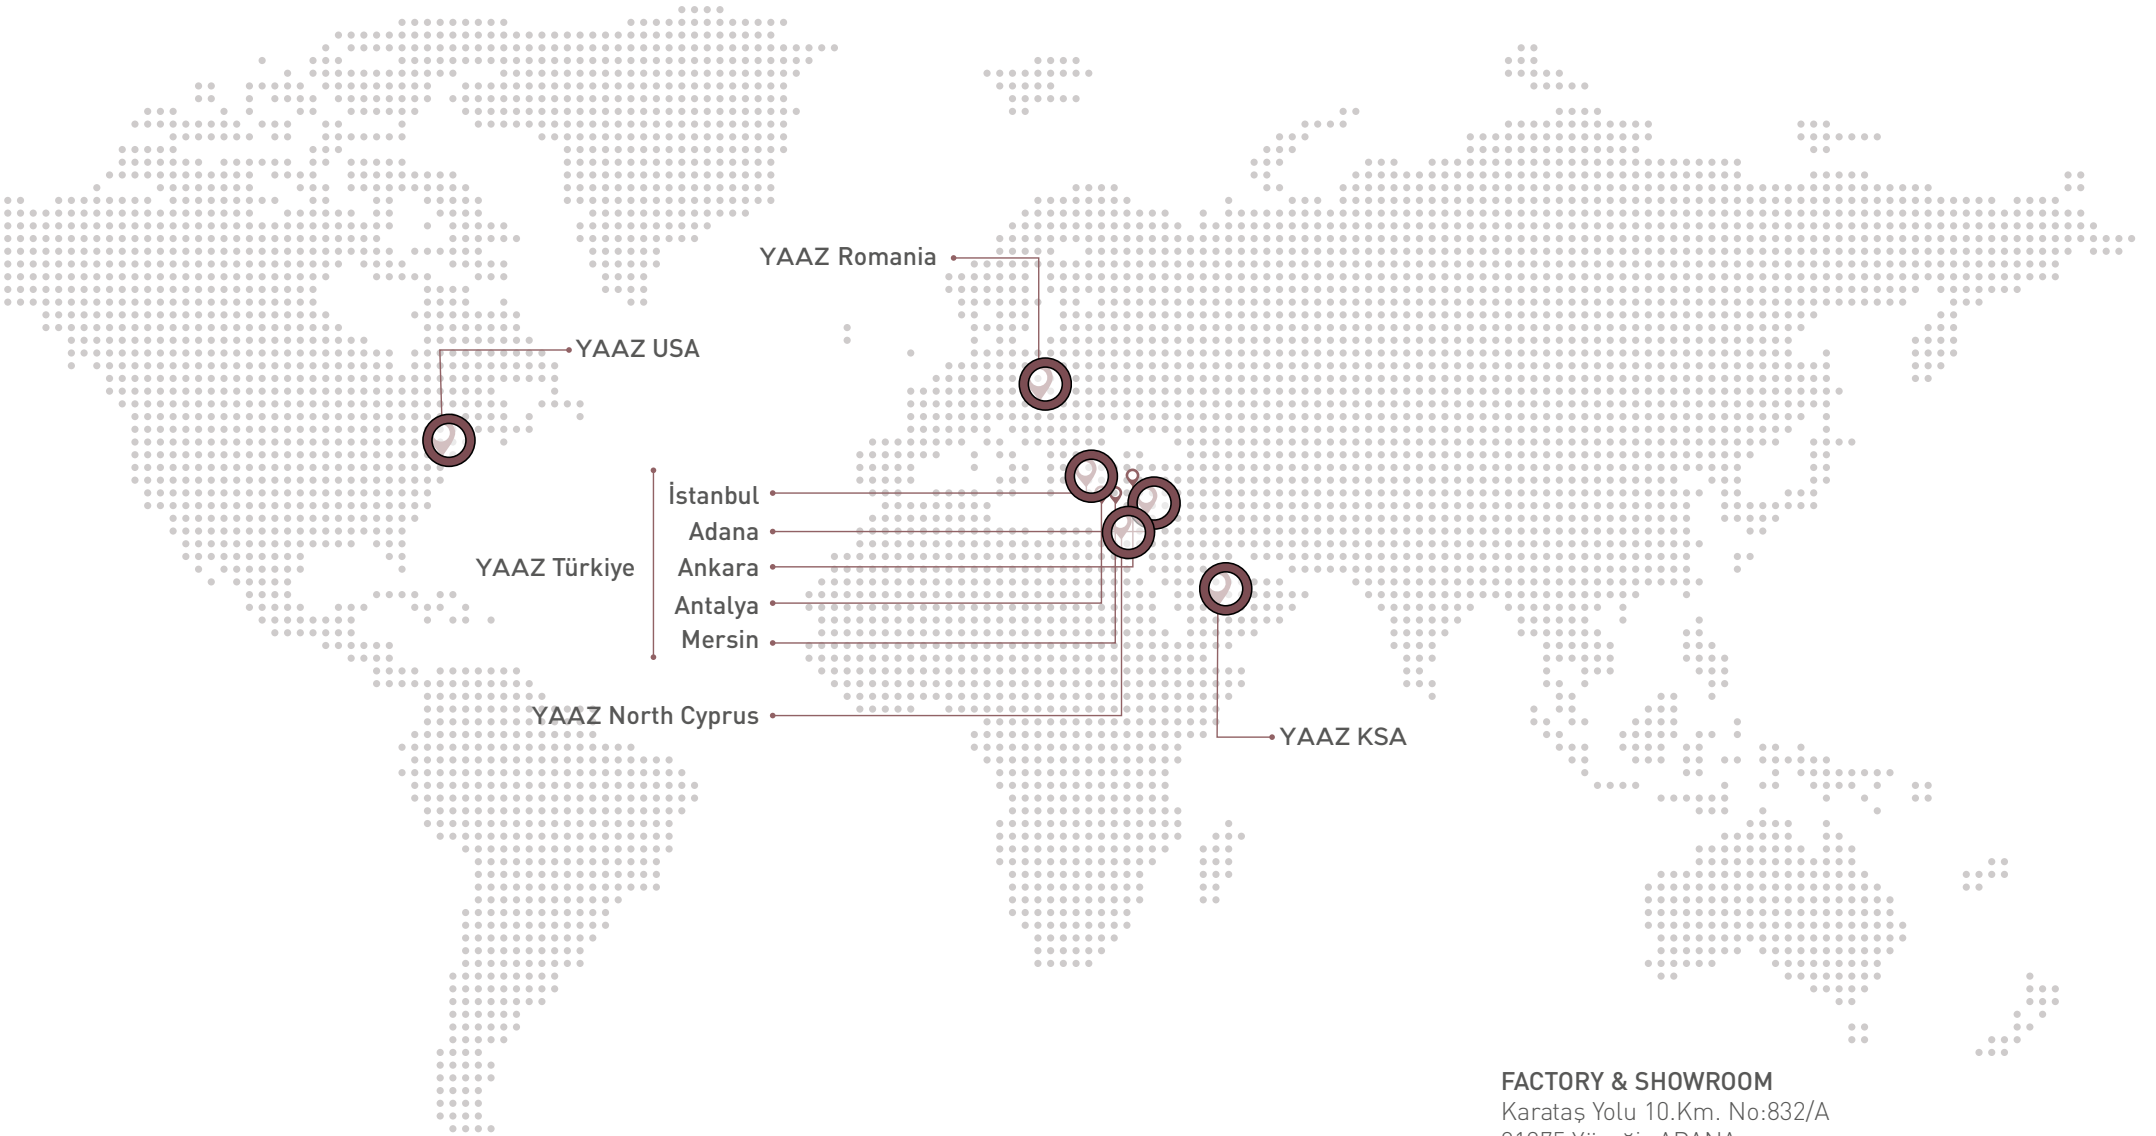 YAAZ Romania
YAAZ USA
YAAZ Türkiye
İstanbul
Adana
Ankara
Antalya
Mersin
YAAZ North Cyprus
YAAZ KSA
FACTORY & SHOWROOM
Karataş Yolu 10.Km. No:832/A